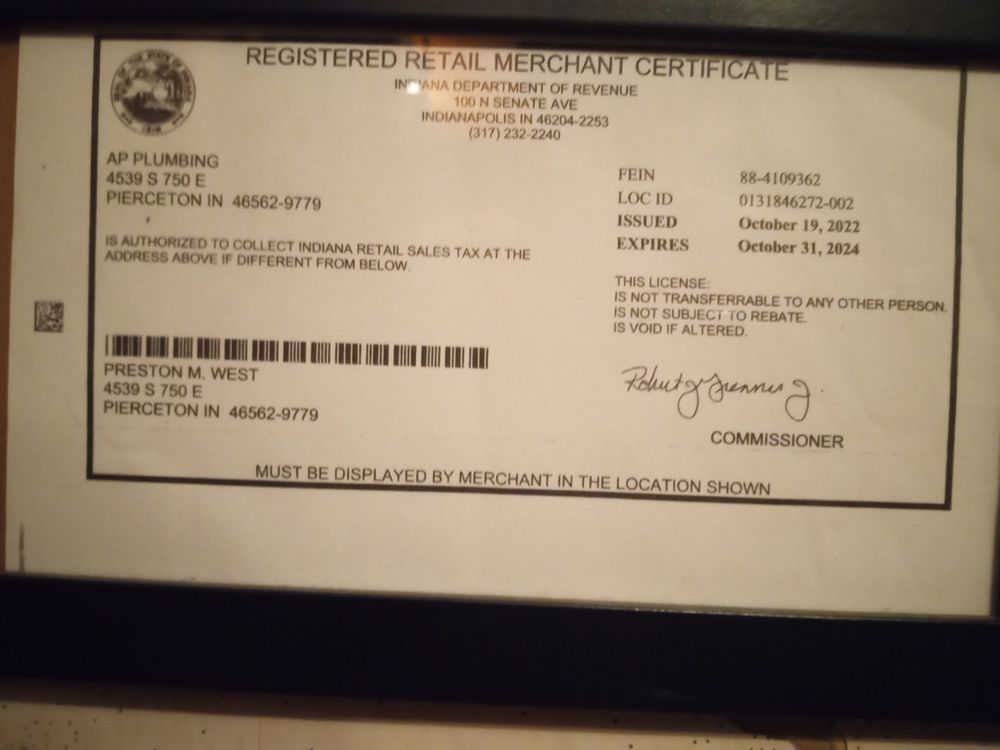 REGISTERED RETAIL MERCHANT CERTIFICATE
INDIANA DEPARTMENT OF REVENUE
100 N SENATE AVE
INDIANAPOLIS IN 46204-2253
(317) 232-2240
AP PLUMBING
4539 S 750 E
PIERCETON IN 46562-9779
FEIN 88-4109362
LOC ID 0131846272-002
ISSUED October 19, 2022
EXPIRES October 31, 2024
IS AUTHORIZED TO COLLECT INDIANA RETAIL SALES TAX AT THE
ADDRESS ABOVE IF DIFFERENT FROM BELOW.
THIS LICENSE:
IS NOT TRANSFERRABLE TO ANY OTHER PERSON.
IS NOT SUBJECT TO REBATE.
IS VOID IF ALTERED.
PRESTON M. WEST
4539 S 750 E
PIERCETON IN 46562-9779
COMMISSIONER
MUST BE DISPLAYED BY MERCHANT IN THE LOCATION SHOWN